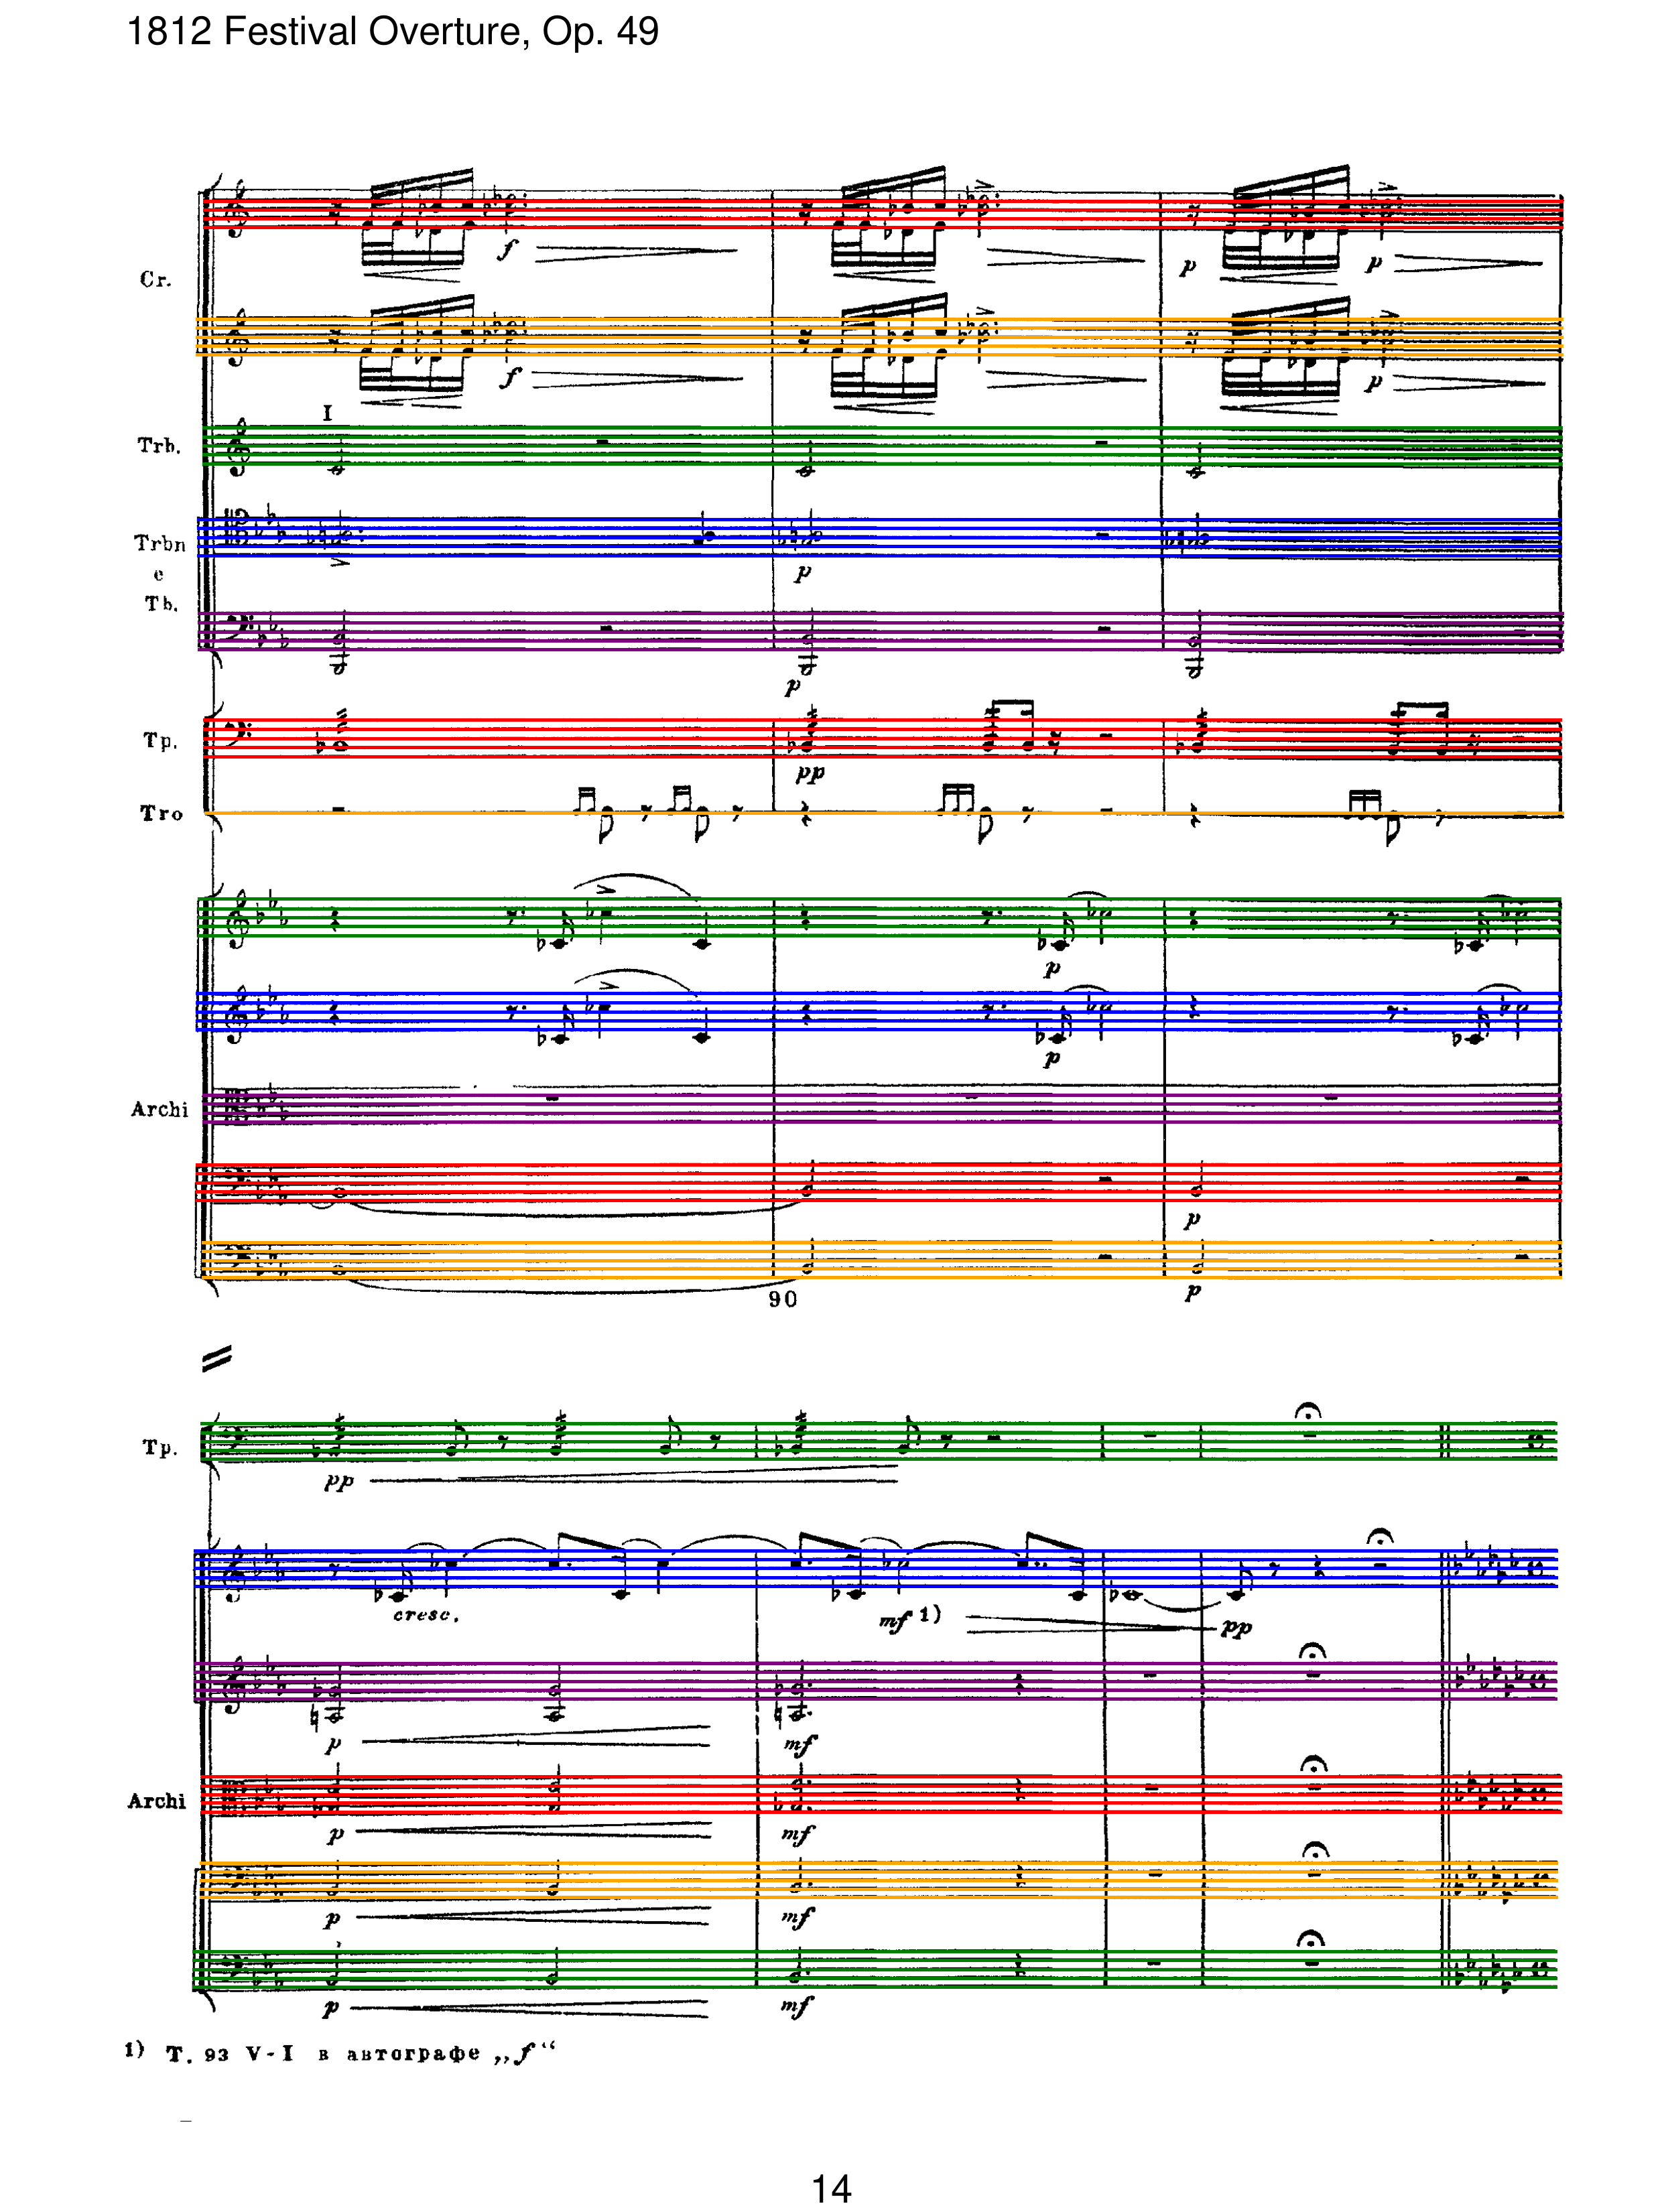 1812 Festival Overture, Op. 49
f
p
p
Cr.
f
p
I
Trb.
Trbn
e
Tb.
p
p
Tp.
pp
Tro
p
p
Archi
p
p
90
Tp.
pp
cresc.
mf 1)
pp
p
mf
Archi
p
mf
p
mf
p
mf
1) Т. 93 V-I в автографе „f“
14